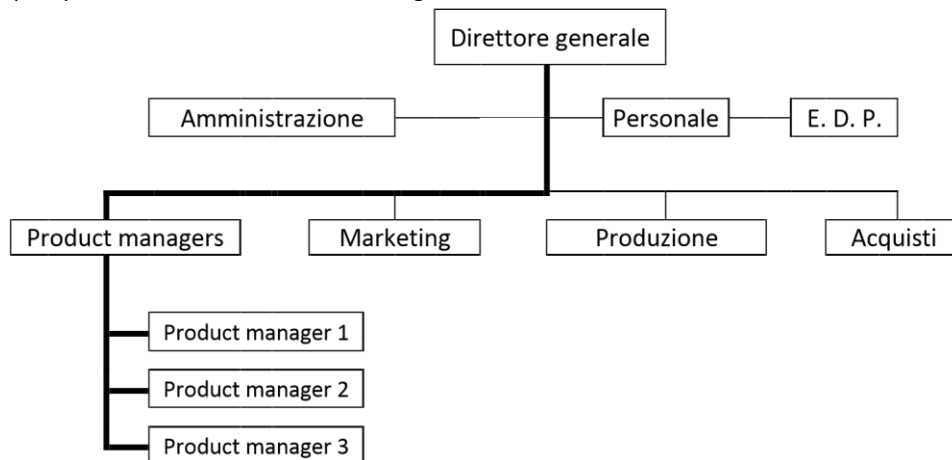 Direttore generale
Amministrazione
Personale
E. D. P.
Product managers
Marketing
Produzione
Acquisti
Product manager 1
Product manager 2
Product manager 3